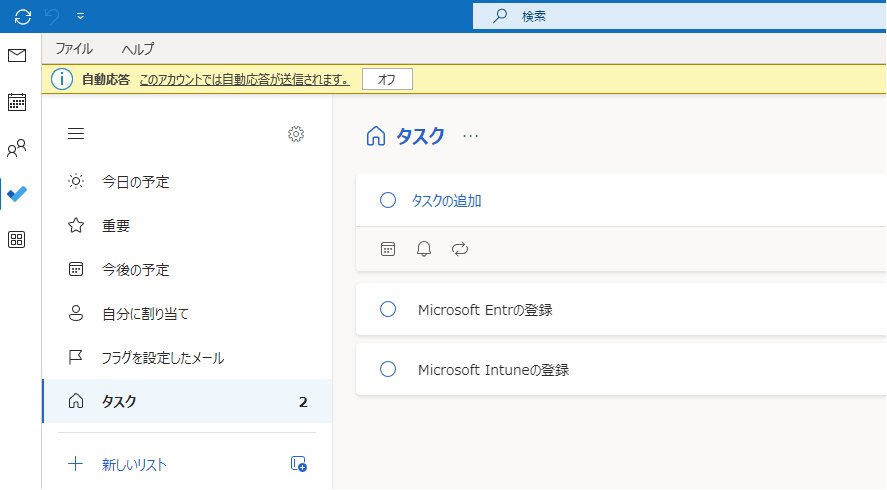 検索
ファイル ヘルプ
自動応答 このアカウントでは自動応答が送信されます。 オフ
タスク ...
今日の予定
重要
今後の予定
自分に割り当て
フラグを設定したメール
タスク 2
新しいリスト
タスクの追加
Microsoft Entrの登録
Microsoft Intuneの登録